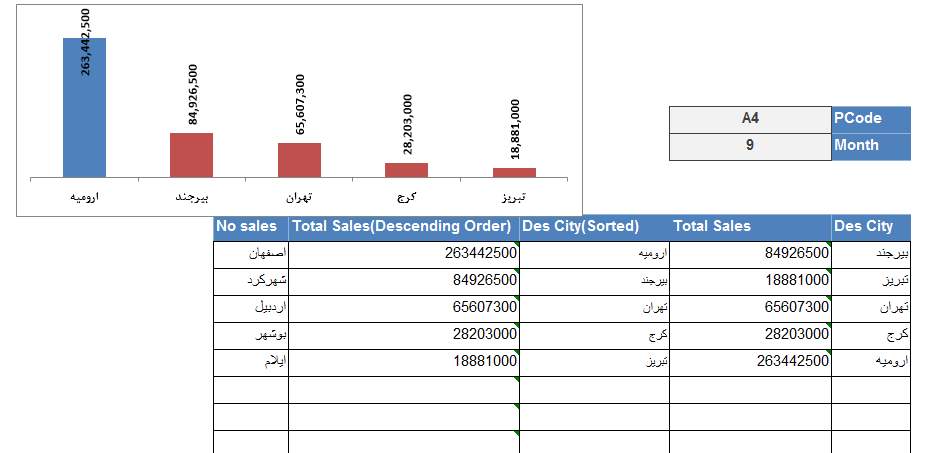 263,442,500
84,926,500
65,607,300
28,203,000
18,881,000
ارومیه بیرجند تهران کرج تبریز
A4 PCode
9 Month
No sales Total Sales(Descending Order) Des City(Sorted) Total Sales Des City
اصفهان 263442500 ارومیه 84926500 بیرجند
شهرکرد 84926500 بیرجند 18881000 تبریز
اردبیل 65607300 تهران 65607300 تهران
بوشهر 28203000 کرج 28203000 کرج
ایلام 18881000 تبریز 263442500 ارومیه